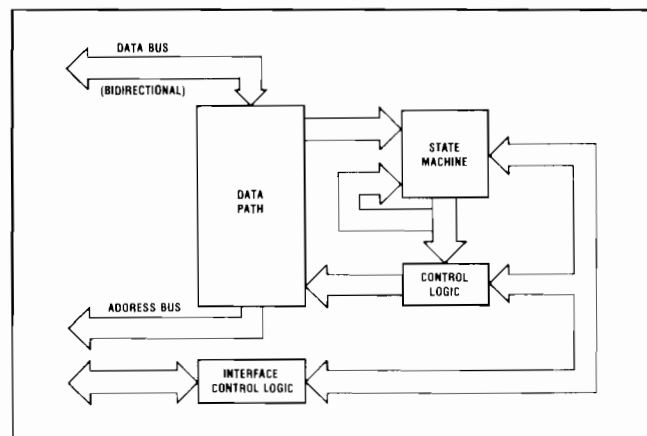 DATA BUS
(BIDIRECTIONAL)
STATE
MACHINE
DATA
PATH
CONTROL
LOGIC
ADDRESS BUS
INTERFACE
CONTROL LOGIC